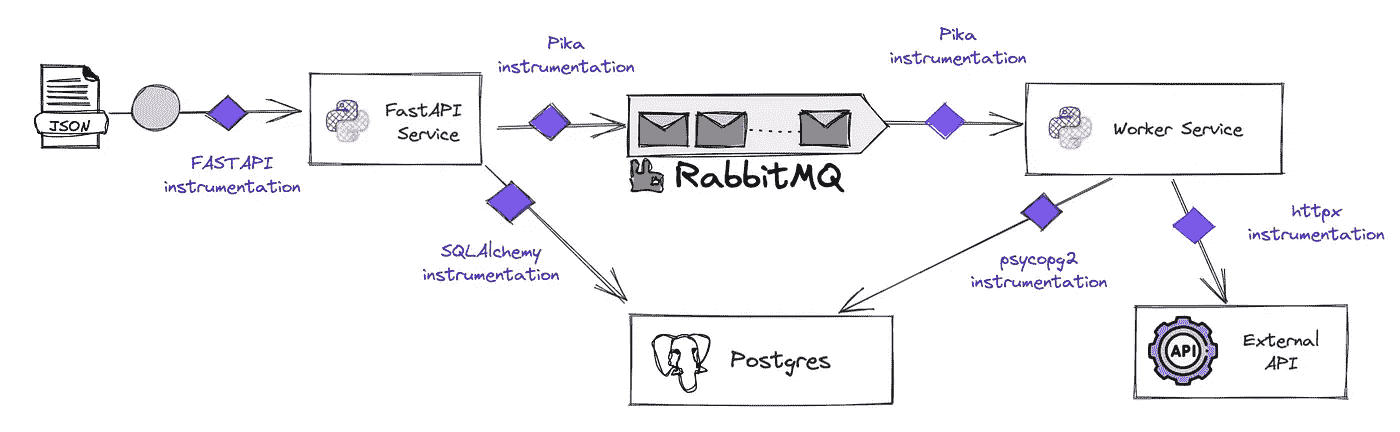 Pika
instrumentation
Pika
instrumentation
JSON
FastAPI
Service
Worker Service
FASTAPI
instrumentation
RabbitMQ
httpx
instrumentation
SQLAlchemy
instrumentation
psycopg2
instrumentation
Postgres
API
External
API